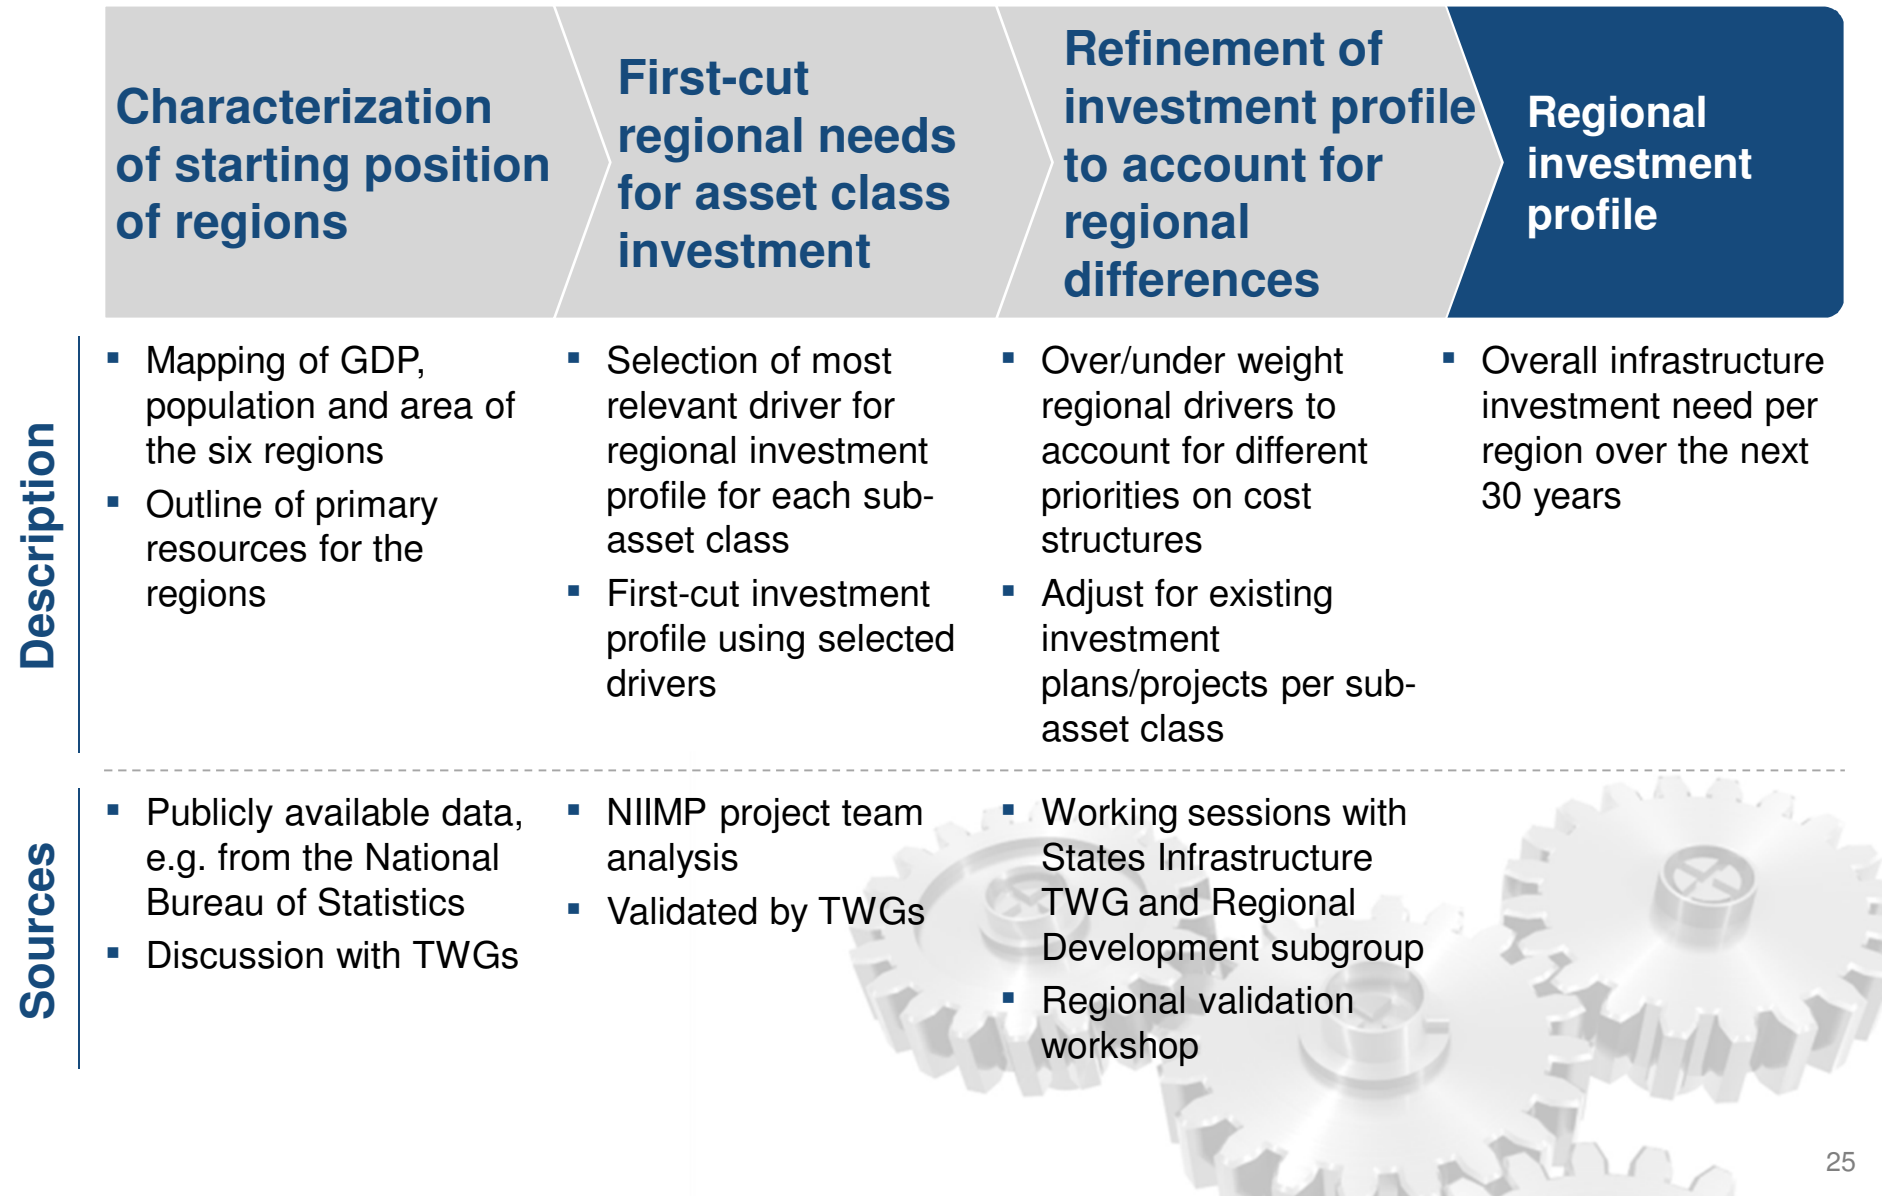 Characterization
of starting position
of regions
First-cut
regional needs
for asset class
investment
Refinement of
investment profile
to account for
regional
differences
Regional
investment
profile
Description
▪ Mapping of GDP,
population and area of
the six regions
▪ Outline of primary
resources for the
regions
▪ Selection of most
relevant driver for
regional investment
profile for each sub-
asset class
▪ First-cut investment
profile using selected
drivers
▪ Over/under weight
regional drivers to
account for different
priorities on cost
structures
▪ Adjust for existing
investment
plans/projects per sub-
asset class
▪ Overall infrastructure
investment need per
region over the next
30 years
Sources
▪ Publicly available data,
e.g. from the National
Bureau of Statistics
▪ Discussion with TWGs
▪ NIIMP project team
analysis
▪ Validated by TWGs
▪ Working sessions with
States Infrastructure
TWG and Regional
Development subgroup
▪ Regional validation
workshop
25